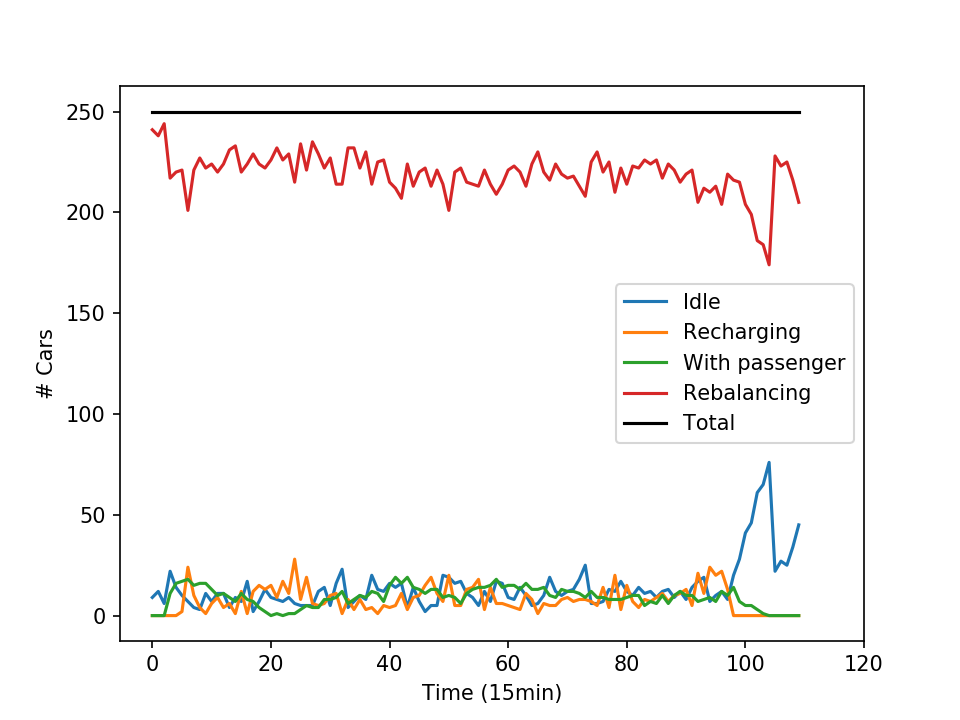 250
200
150
100
50
0
# Cars
Idle
Recharging
With passenger
Rebalancing
Total
0 20 40 60 80 100 120
Time (15min)